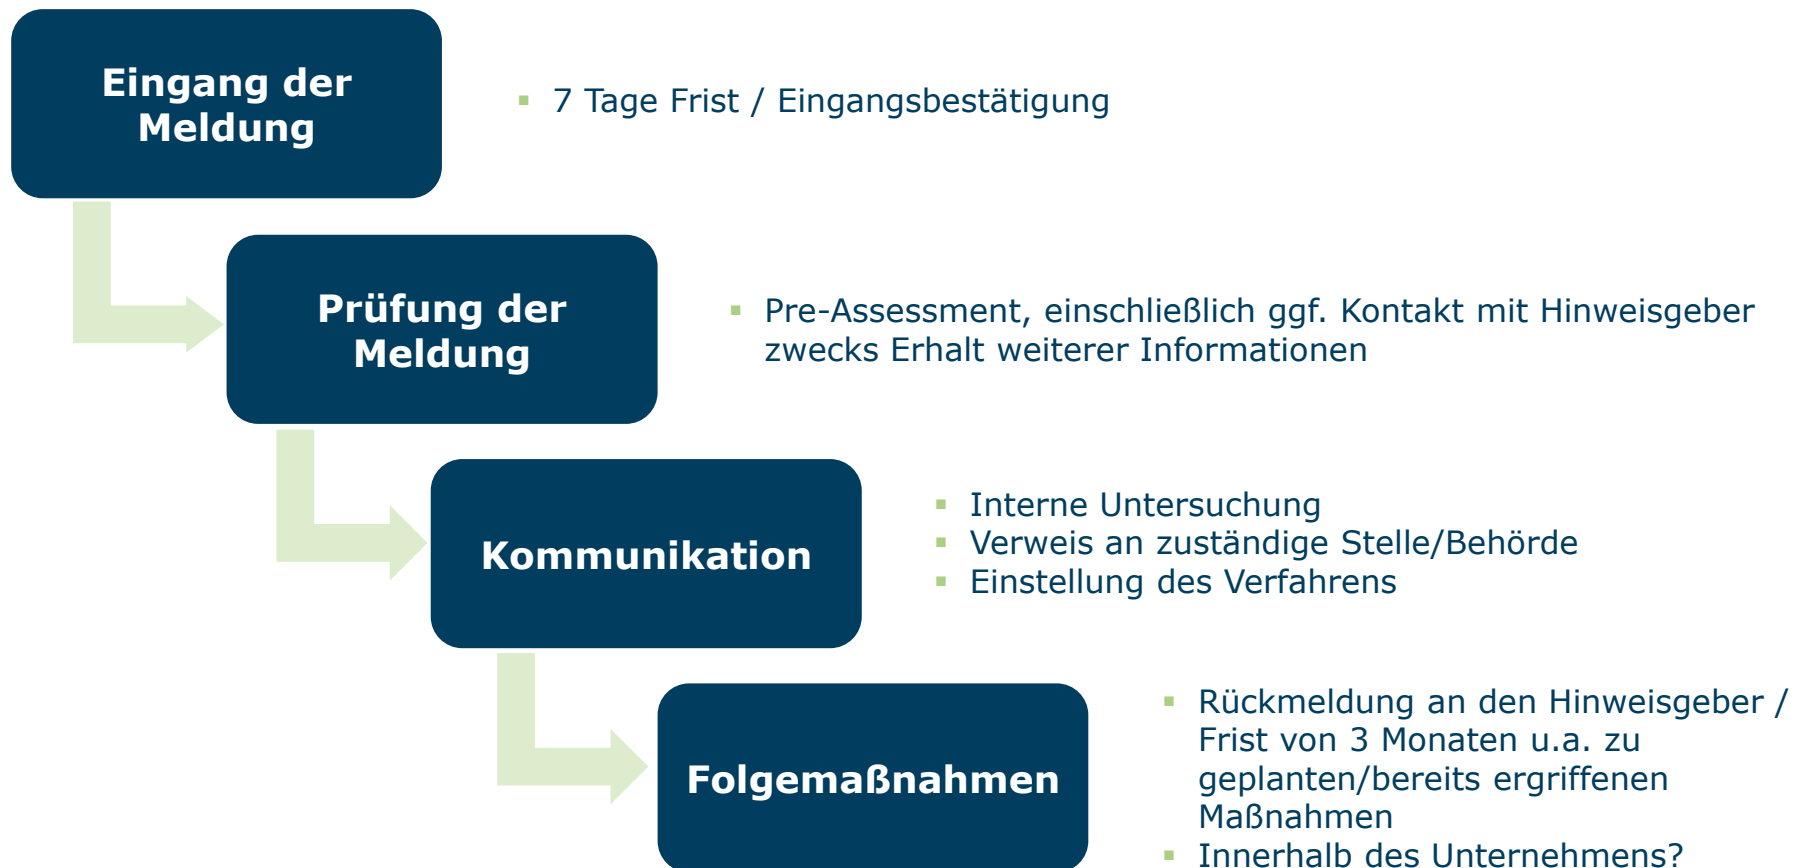 Eingang der
Meldung
▪ 7 Tage Frist / Eingangsbestätigung
Prüfung der
Meldung
▪ Pre-Assessment, einschließlich ggf. Kontakt mit Hinweisgeber
zwecks Erhalt weiterer Informationen
Kommunikation
▪ Interne Untersuchung
▪ Verweis an zuständige Stelle/Behörde
▪ Einstellung des Verfahrens
Folgemaßnahmen
▪ Rückmeldung an den Hinweisgeber /
Frist von 3 Monaten u.a. zu
geplanten/bereits ergriffenen
Maßnahmen
▪ Innerhalb des Unternehmens?